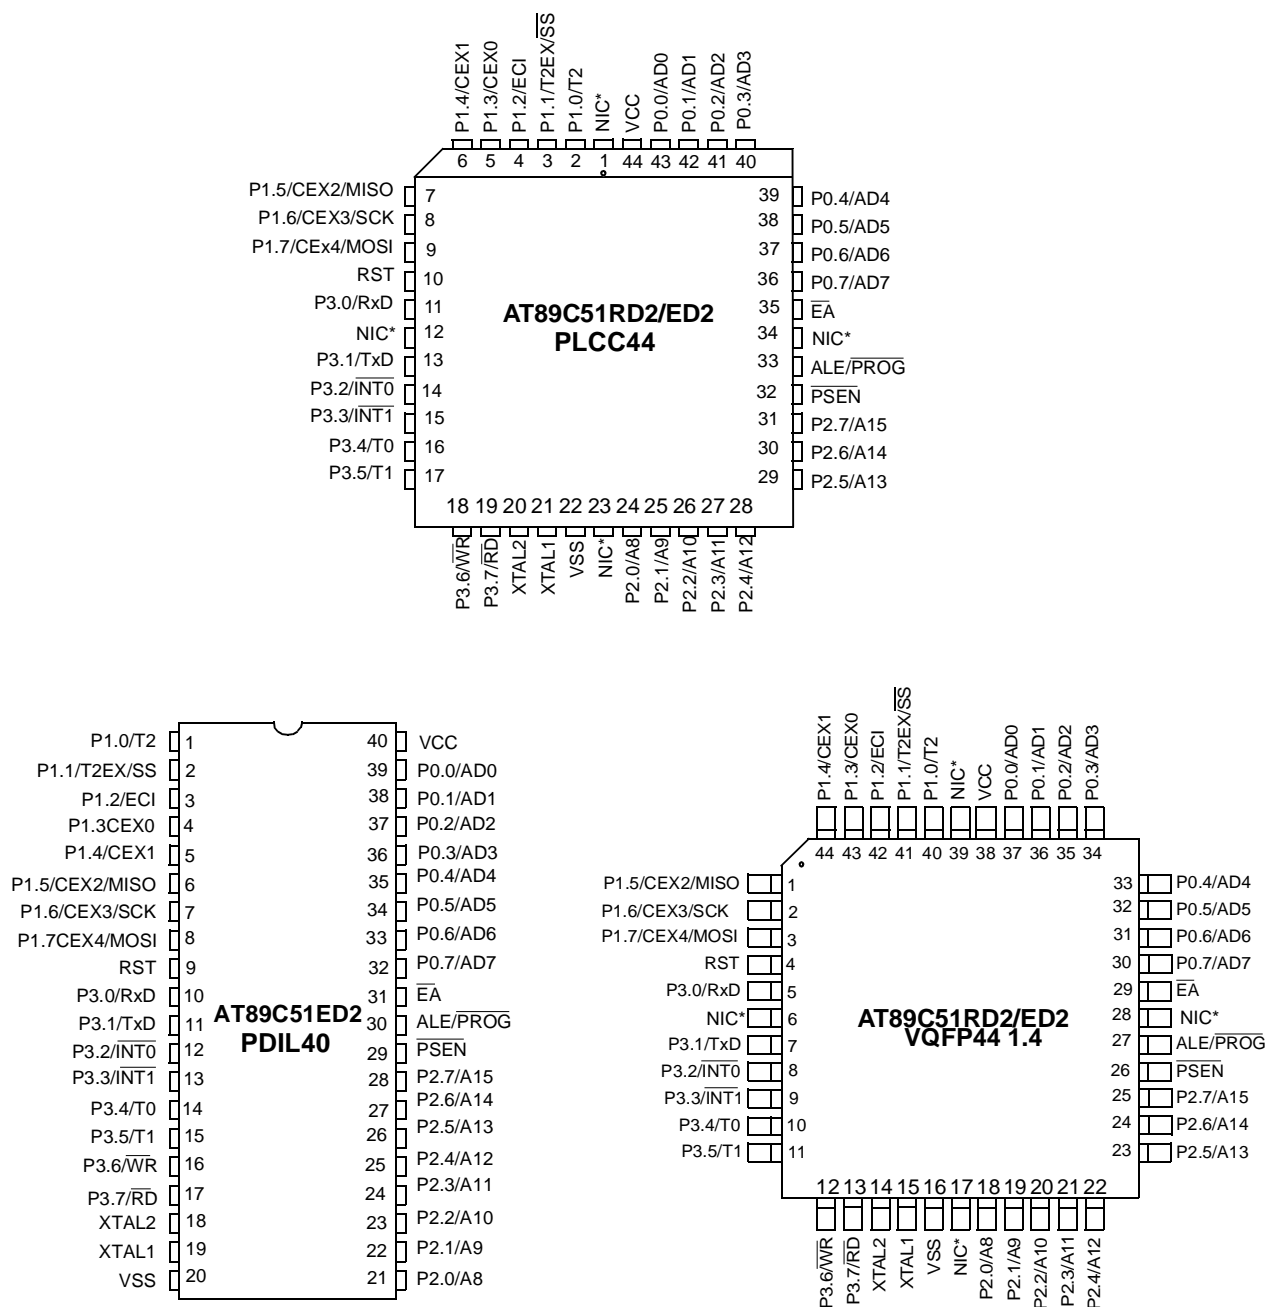 P1.4/CEX1
P1.3/CEX0
P1.2/ECI
P1.1/T2EX/S̅S̅
P1.0/T2
NIC*
VCC
P0.0/AD0
P0.1/AD1
P0.2/AD2
P0.3/AD3
6 5 4 3 2 1 44 43 42 41 40
P1.5/CEX2/MISO 7
P1.6/CEX3/SCK 8
P1.7/CEx4/MOSI 9
RST 10
P3.0/RxD 11
NIC* 12
P3.1/TxD 13
P3.2/I̅N̅T̅0̅ 14
P3.3/I̅N̅T̅1̅ 15
P3.4/T0 16
P3.5/T1 17
AT89C51RD2/ED2
PLCC44
39 P0.4/AD4
38 P0.5/AD5
37 P0.6/AD6
36 P0.7/AD7
35 E̅A̅
34 NIC*
33 ALE/P̅R̅O̅G̅
32 P̅S̅E̅N̅
31 P2.7/A15
30 P2.6/A14
29 P2.5/A13
18 19 20 21 22 23 24 25 26 27 28
P3.6/W̅R̅
P3.7/R̅D̅
XTAL2
XTAL1
VSS
NIC*
P2.0/A8
P2.1/A9
P2.2/A10
P2.3/A11
P2.4/A12
P1.0/T2 1
P1.1/T2EX/SS 2
P1.2/ECI 3
P1.3CEX0 4
P1.4/CEX1 5
P1.5/CEX2/MISO 6
P1.6/CEX3/SCK 7
P1.7CEX4/MOSI 8
RST 9
P3.0/RxD 10
P3.1/TxD 11
P3.2/I̅N̅T̅0̅ 12
P3.3/I̅N̅T̅1̅ 13
P3.4/T0 14
P3.5/T1 15
P3.6/W̅R̅ 16
P3.7/R̅D̅ 17
XTAL2 18
XTAL1 19
VSS 20
AT89C51ED2
PDIL40
40 VCC
39 P0.0/AD0
38 P0.1/AD1
37 P0.2/AD2
36 P0.3/AD3
35 P0.4/AD4
34 P0.5/AD5
33 P0.6/AD6
32 P0.7/AD7
31 E̅A̅
30 ALE/P̅R̅O̅G̅
29 P̅S̅E̅N̅
28 P2.7/A15
27 P2.6/A14
26 P2.5/A13
25 P2.4/A12
24 P2.3/A11
23 P2.2/A10
22 P2.1/A9
21 P2.0/A8
P1.4/CEX1
P1.3/CEX0
P1.2/ECI
P1.1/T2EX/S̅S̅
P1.0/T2
NIC*
VCC
P0.0/AD0
P0.1/AD1
P0.2/AD2
P0.3/AD3
44 43 42 41 40 39 38 37 36 35 34
P1.5/CEX2/MISO 1
P1.6/CEX3/SCK 2
P1.7/CEX4/MOSI 3
RST 4
P3.0/RxD 5
NIC* 6
P3.1/TxD 7
P3.2/I̅N̅T̅0̅ 8
P3.3/I̅N̅T̅1̅ 9
P3.4/T0 10
P3.5/T1 11
AT89C51RD2/ED2
VQFP44 1.4
33 P0.4/AD4
32 P0.5/AD5
31 P0.6/AD6
30 P0.7/AD7
29 E̅A̅
28 NIC*
27 ALE/P̅R̅O̅G̅
26 P̅S̅E̅N̅
25 P2.7/A15
24 P2.6/A14
23 P2.5/A13
12 13 14 15 16 17 18 19 20 21 22
P3.6/W̅R̅
P3.7/R̅D̅
XTAL2
XTAL1
VSS
NIC*
P2.0/A8
P2.1/A9
P2.2/A10
P2.3/A11
P2.4/A12